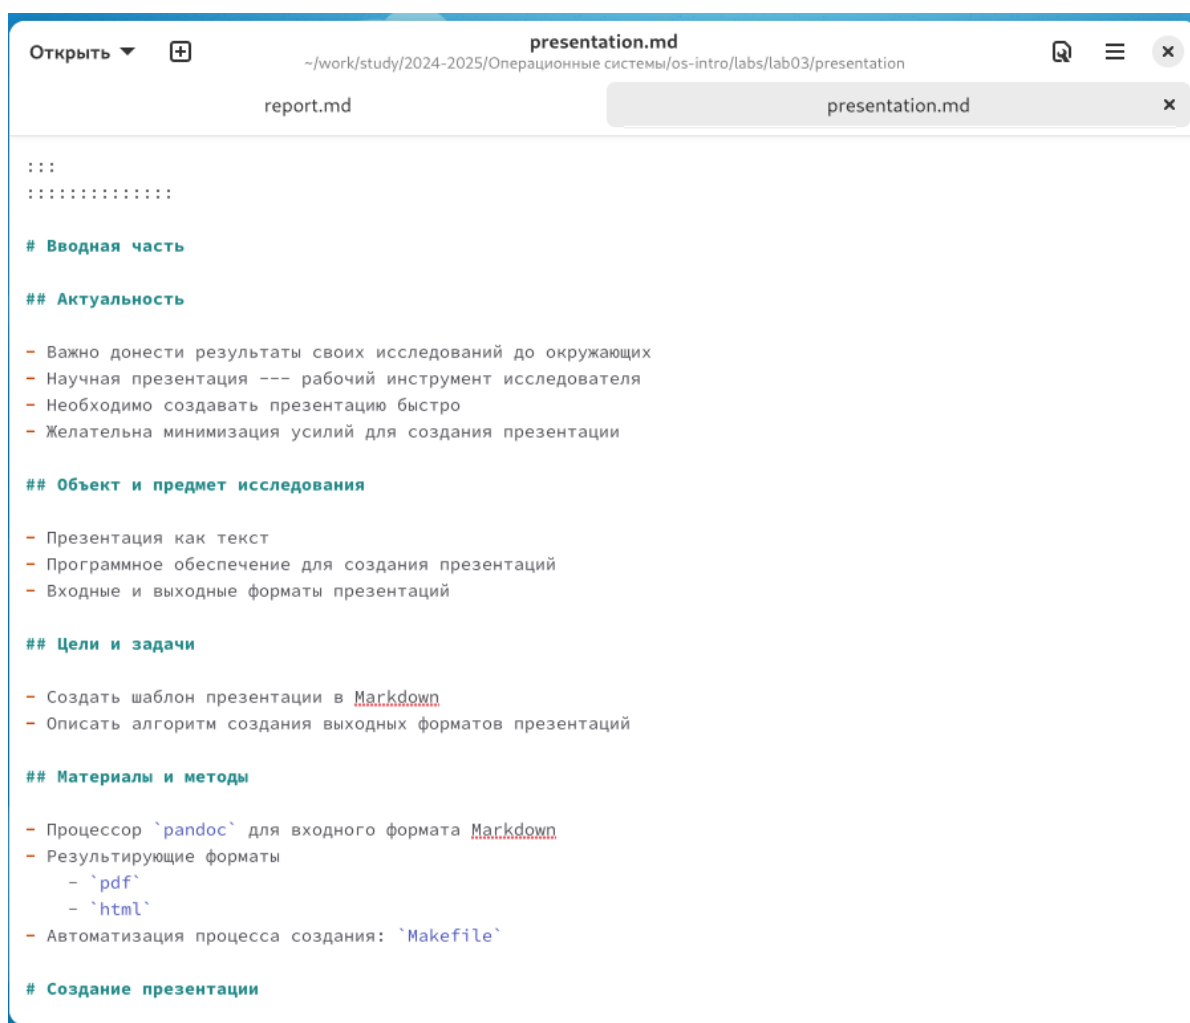 Открыть
presentation.md
~/work/study/2024-2025/Операционные системы/os-intro/labs/lab03/presentation
report.md
presentation.md
:::
::::::::::::::
# Вводная часть
## Актуальность
- Важно донести результаты своих исследований до окружающих
- Научная презентация --- рабочий инструмент исследователя
- Необходимо создавать презентацию быстро
- Желательна минимизация усилий для создания презентации
## Объект и предмет исследования
- Презентация как текст
- Программное обеспечение для создания презентаций
- Входные и выходные форматы презентаций
## Цели и задачи
- Создать шаблон презентации в Markdown
- Описать алгоритм создания выходных форматов презентаций
## Материалы и методы
- Процессор `pandoc` для входного формата Markdown
- Результирующие форматы
- `pdf`
- `html`
- Автоматизация процесса создания: `Makefile`
# Создание презентации